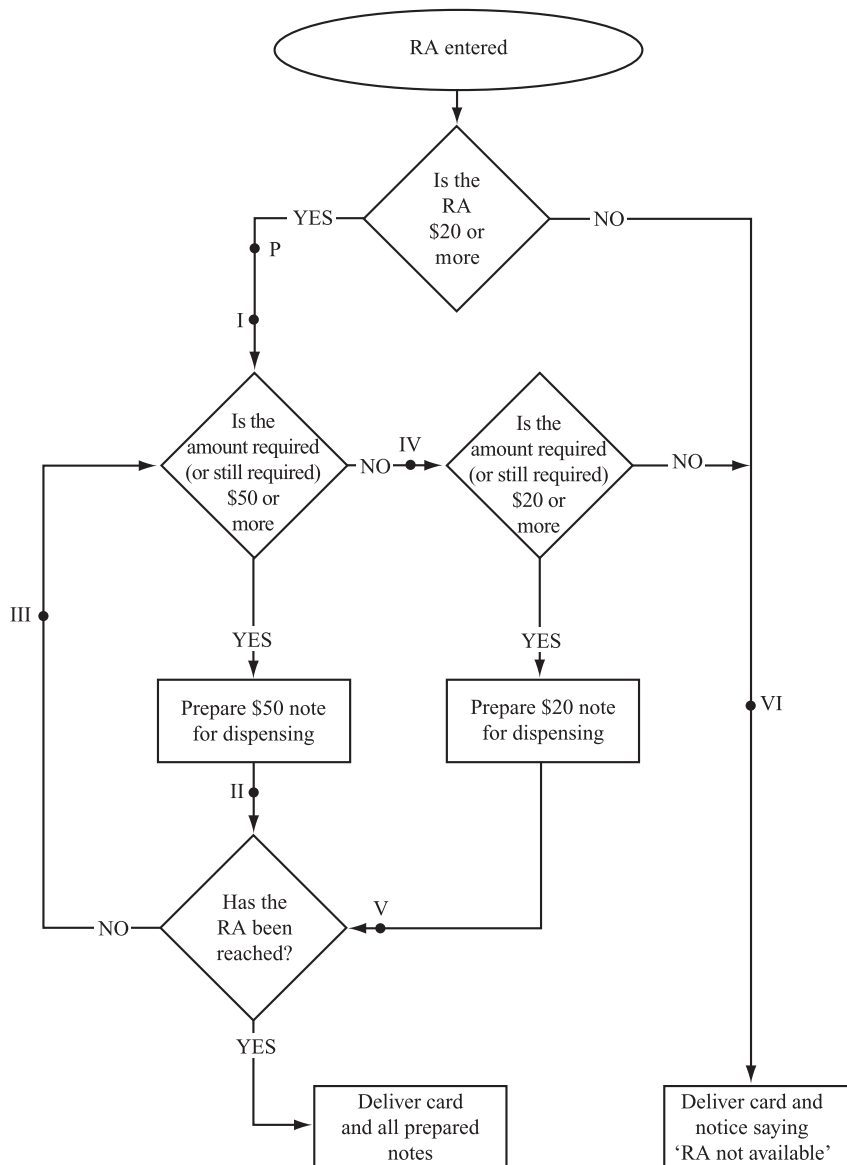 RA entered
Is the
RA
$20 or
more
YES
NO
P
I
Is the
amount required
(or still required)
$50 or
more
NO
IV
Is the
amount required
(or still required)
$20 or
more
NO
III
YES
YES
Prepare $50 note
for dispensing
Prepare $20 note
for dispensing
VI
II
Has the
RA been
reached?
V
NO
YES
Deliver card
and all prepared
notes
Deliver card and
notice saying
‘RA not available’